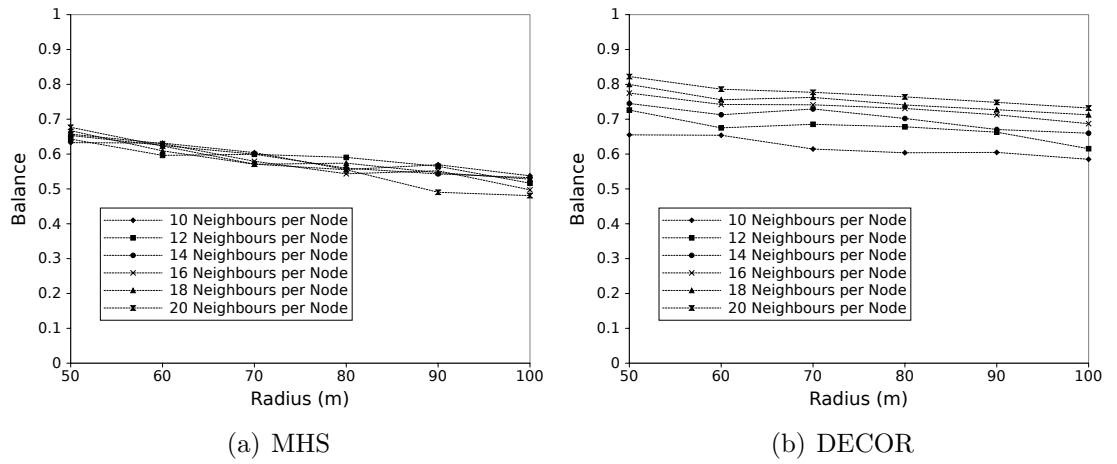 1
0.9
0.8
0.7
0.6
0.5
0.4
0.3
0.2
0.1
0
Balance
10 Neighbours per Node
12 Neighbours per Node
14 Neighbours per Node
16 Neighbours per Node
18 Neighbours per Node
20 Neighbours per Node
50 60 70 80 90 100
Radius (m)
(a) MHS
1
0.9
0.8
0.7
0.6
0.5
0.4
0.3
0.2
0.1
0
Balance
10 Neighbours per Node
12 Neighbours per Node
14 Neighbours per Node
16 Neighbours per Node
18 Neighbours per Node
20 Neighbours per Node
50 60 70 80 90 100
Radius (m)
(b) DECOR